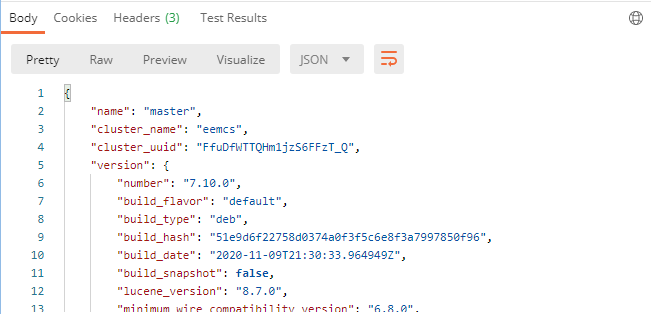 Body Cookies Headers (3) Test Results
Pretty Raw Preview Visualize JSON
1 {
2 "name": "master",
3 "cluster_name": "eemcs",
4 "cluster_uuid": "FfuDfWTTQHm1jzS6FFzT_Q",
5 "version": {
6 "number": "7.10.0",
7 "build_flavor": "default",
8 "build_type": "deb",
9 "build_hash": "51e9d6f22758d0374a0f3f5c6e8f3a7997850f96",
10 "build_date": "2020-11-09T21:30:33.964949Z",
11 "build_snapshot": false,
12 "lucene_version": "8.7.0",
13 "minimum_wire_compatibility_version": "6.8.0",